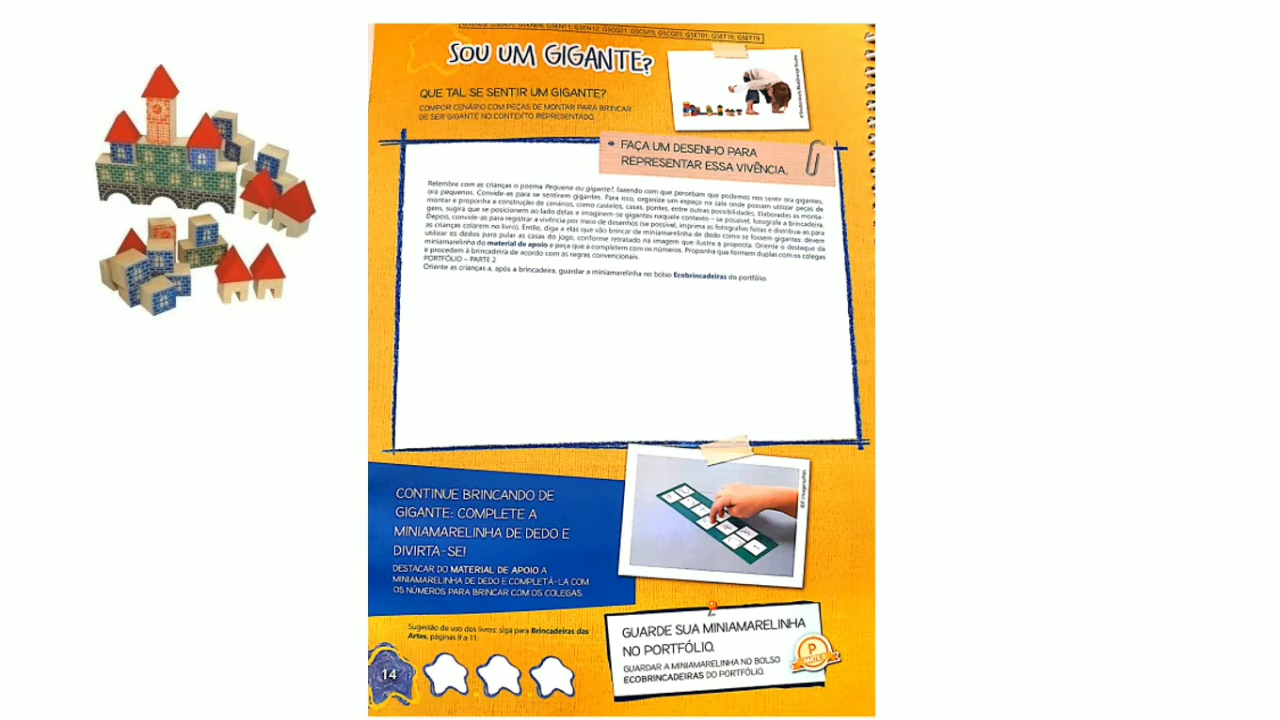 SOU UM GIGANTE?
QUE TAL SE SENTIR UM GIGANTE?
COMPOR CENÁRIO COM PEÇAS DE MONTAR PARA BRINCAR
DE SER GIGANTE NO CONTEXTO REPRESENTADO.
• FAÇA UM DESENHO PARA
REPRESENTAR ESSA VIVÊNCIA.
Relembre com as crianças o poema Pequeno ou gigante?, fazendo com que percebam que podemos nos sentir ora gigantes,
ora pequenos. Convide-as para se sentirem gigantes. Para isso, organize um espaço na sala onde possam utilizar peças de
montar e proponha a construção de cenários, como castelos, casas, pontes, entre outras possibilidades. Elaboradas as monta-
gens, sugira que se posicionem ao lado delas e imaginem-se gigantes naquele contexto – se possível, fotografe a brincadeira.
Depois, convide-as para registrar a vivência por meio de desenhos (se possível, imprima as fotografias feitas e distribua-as para
as crianças colarem no livro). Então, diga a elas que vão brincar de miniamarelinha de dedo como se fossem gigantes: devem
utilizar os dedos para pular as casas do jogo, conforme retratado na imagem que ilustra a proposta. Oriente o destaque da
miniamarelinha do material de apoio e peça que a completem com os números. Proponha que formem duplas com os colegas
e procedam à brincadeira de acordo com as regras convencionais.
PORTFÓLIO – PARTE 2
Oriente as crianças a, após a brincadeira, guardar a miniamarelinha no bolso Ecobrincadeiras do portfólio
CONTINUE BRINCANDO DE
GIGANTE: COMPLETE A
MINIAMARELINHA DE DEDO E
DIVIRTA-SE!
DESTACAR DO MATERIAL DE APOIO A
MINIAMARELINHA DE DEDO E COMPLETÁ-LA COM
OS NÚMEROS PARA BRINCAR COM OS COLEGAS.
Sugestão de uso dos livros: siga para Brincadeiras das
Artes, páginas 9 a 11.
14
GUARDE SUA MINIAMARELINHA
NO PORTFÓLIO.
GUARDAR A MINIAMARELINHA NO BOLSO
ECOBRINCADEIRAS DO PORTFÓLIO.
P